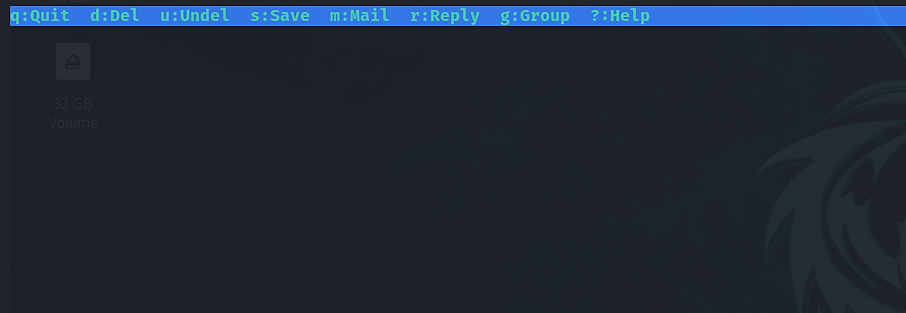 q:Quit  d:Del  u:Undel  s:Save  m:Mail  r:Reply  g:Group  ?:Help
32 GB
Volume